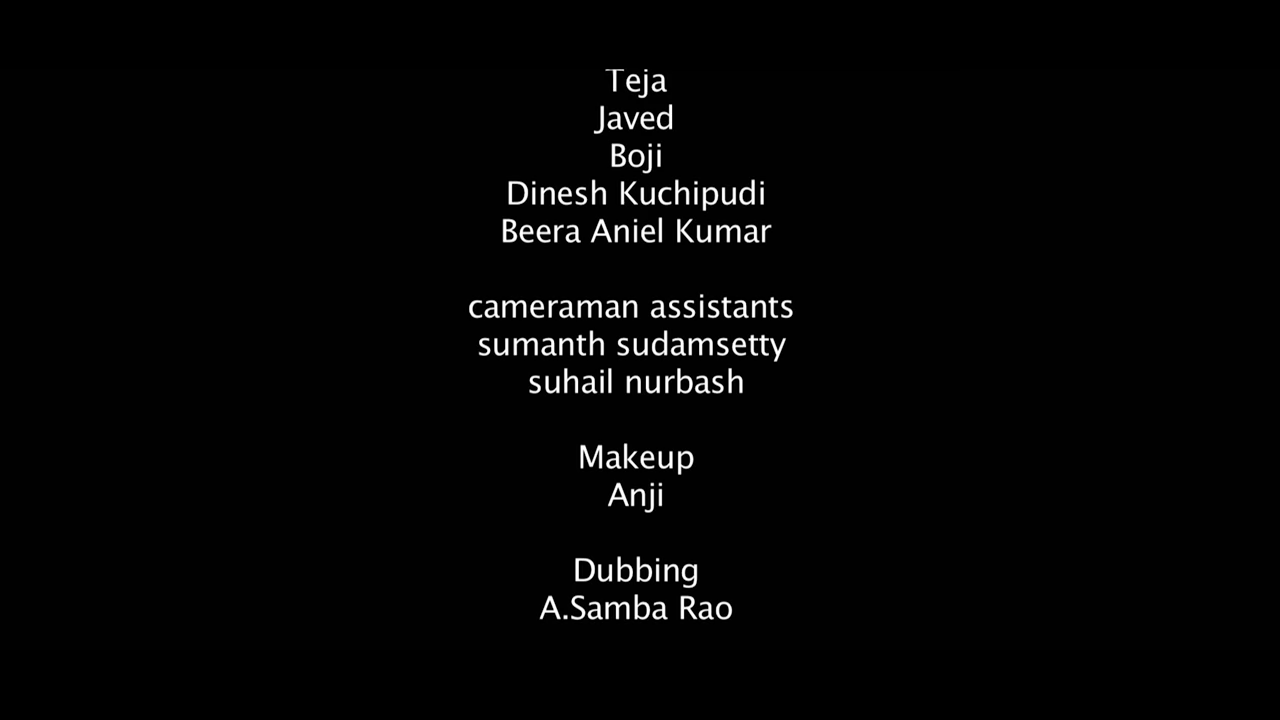 Teja
Javed
Boji
Dinesh Kuchipudi
Beera Aniel Kumar
cameraman assistants
sumanth sudamsetty
suhail nurbash
Makeup
Anji
Dubbing
A.Samba Rao